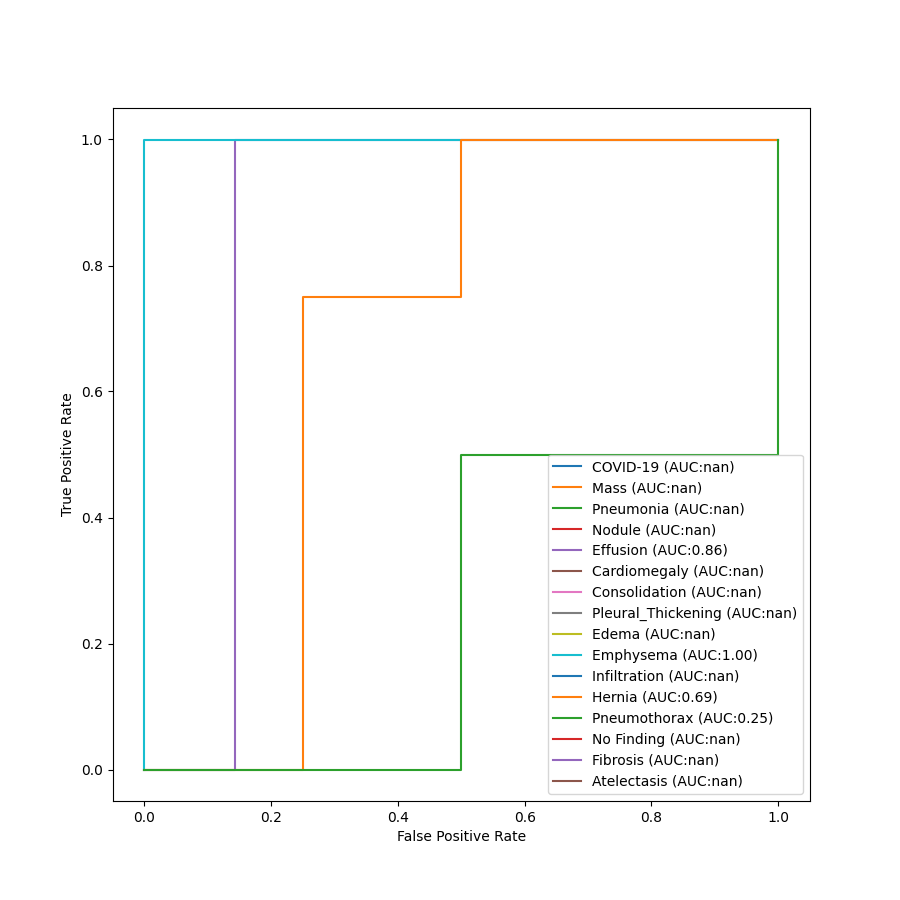 1.0
0.8
0.6
0.4
0.2
0.0
True Positive Rate
COVID-19 (AUC:nan)
Mass (AUC:nan)
Pneumonia (AUC:nan)
Nodule (AUC:nan)
Effusion (AUC:0.86)
Cardiomegaly (AUC:nan)
Consolidation (AUC:nan)
Pleural_Thickening (AUC:nan)
Edema (AUC:nan)
Emphysema (AUC:1.00)
Infiltration (AUC:nan)
Hernia (AUC:0.69)
Pneumothorax (AUC:0.25)
No Finding (AUC:nan)
Fibrosis (AUC:nan)
Atelectasis (AUC:nan)
0.0 0.2 0.4 0.6 0.8 1.0
False Positive Rate